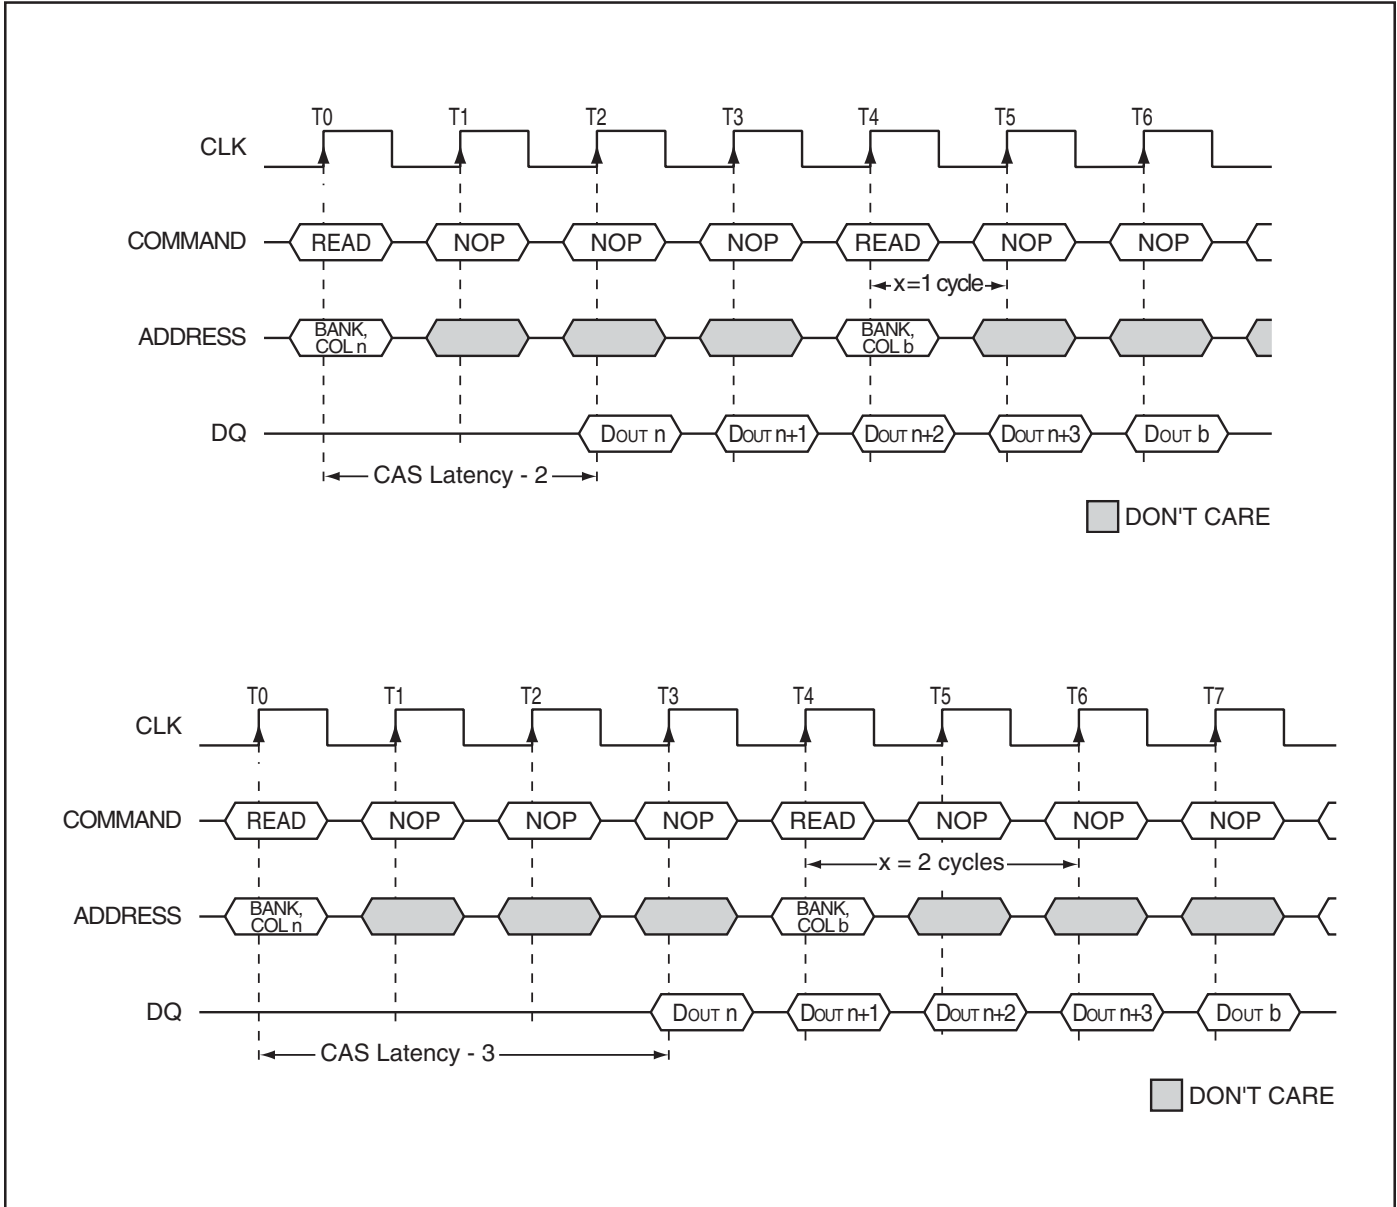 T0 T1 T2 T3 T4 T5 T6
CLK
COMMAND READ NOP NOP NOP READ NOP NOP
x=1 cycle
ADDRESS BANK, COL n BANK, COL b
DQ DOUT n DOUT n+1 DOUT n+2 DOUT n+3 DOUT b
CAS Latency - 2
DON'T CARE
T0 T1 T2 T3 T4 T5 T6 T7
CLK
COMMAND READ NOP NOP NOP READ NOP NOP NOP
x = 2 cycles
ADDRESS BANK, COL n BANK, COL b
DQ DOUT n DOUT n+1 DOUT n+2 DOUT n+3 DOUT b
CAS Latency - 3
DON'T CARE